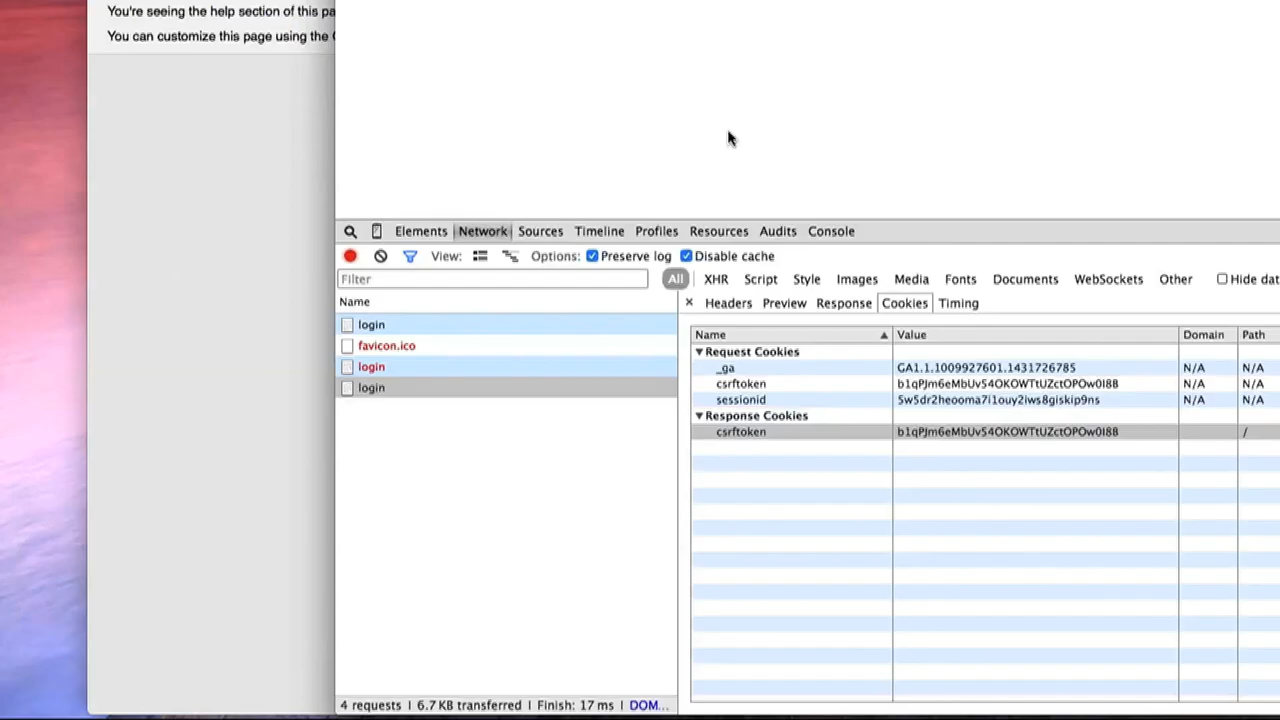 You're seeing the help section of this pa
You can customize this page using the
Elements Network Sources Timeline Profiles Resources Audits Console
View: Options: Preserve log Disable cache
Filter All XHR Script Style Images Media Fonts Documents WebSockets Other Hide dat
Name
Headers Preview Response Cookies Timing
login
favicon.ico
login
login
Name Value Domain Path
Request Cookies
_ga GA1.1.1009927601.1431726785 N/A N/A
csrftoken b1qPJm6eMbUv54OKOWTtUZctOPOw0I8B N/A N/A
sessionid 5w5dr2heooma7i1ouy2iws8giskip9ns N/A N/A
Response Cookies
csrftoken b1qPJm6eMbUv54OKOWTtUZctOPOw0I8B /
4 requests | 6.7 KB transferred | Finish: 17 ms | DOM...